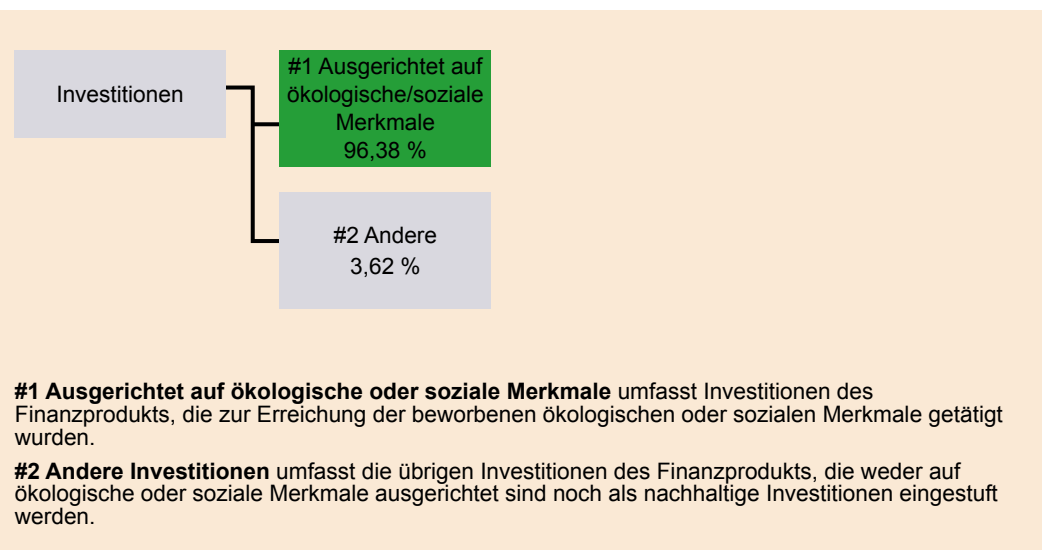 Investitionen
#1 Ausgerichtet auf
ökologische/soziale
Merkmale
96,38 %
#2 Andere
3,62 %
#1 Ausgerichtet auf ökologische oder soziale Merkmale umfasst Investitionen des
Finanzprodukts, die zur Erreichung der beworbenen ökologischen oder sozialen Merkmale getätigt
wurden.
#2 Andere Investitionen umfasst die übrigen Investitionen des Finanzprodukts, die weder auf
ökologische oder soziale Merkmale ausgerichtet sind noch als nachhaltige Investitionen eingestuft
werden.